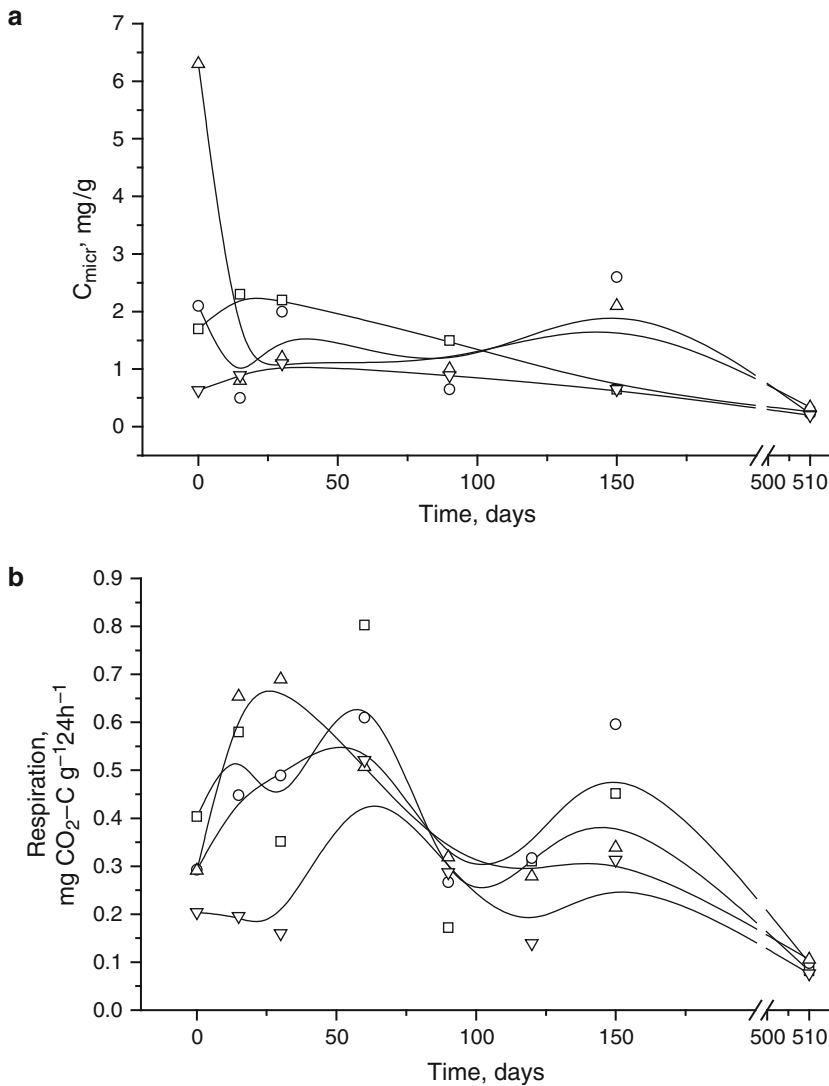 a
7
6
5
4
3
2
1
0
C_micr, mg/g
0 50 100 150 500 510
Time, days
b
0.9
0.8
0.7
0.6
0.5
0.4
0.3
0.2
0.1
0.0
Respiration,
mg CO₂–C g⁻¹24h⁻¹
0 50 100 150 500 510
Time, days